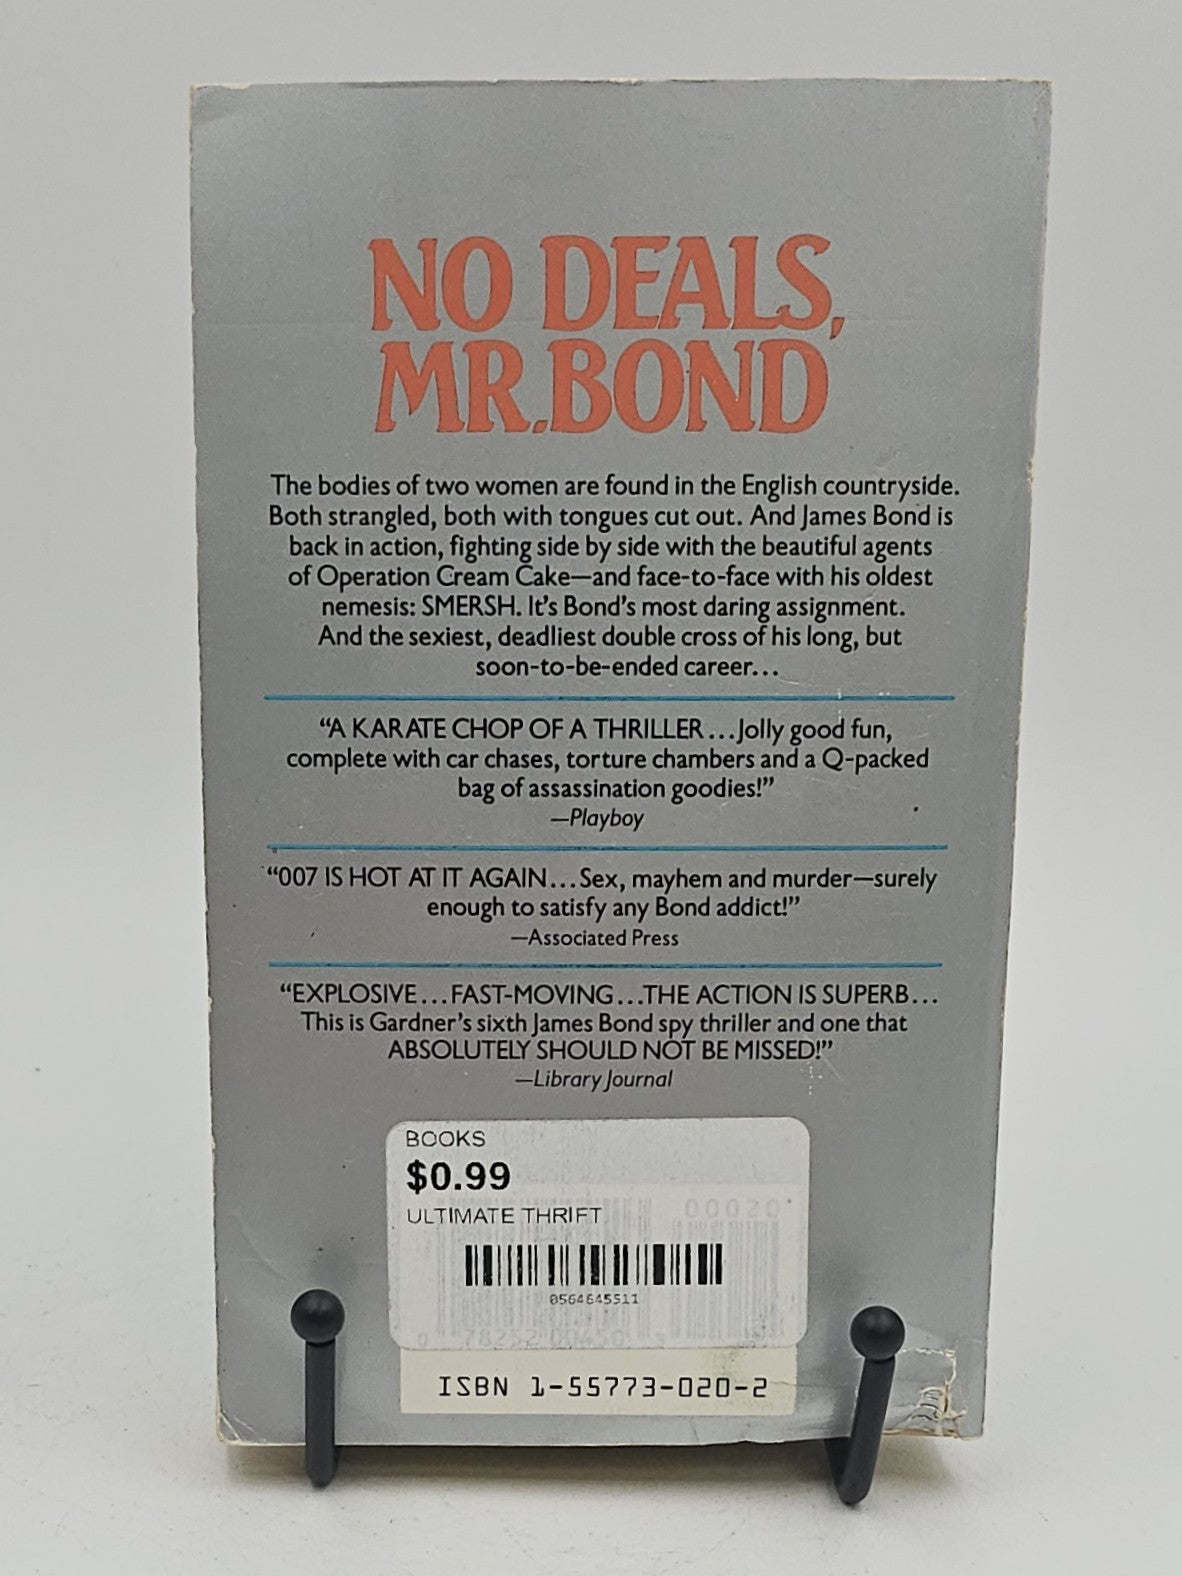 NO DEALS,
MR. BOND
The bodies of two women are found in the English countryside.
Both strangled, both with tongues cut out. And James Bond is
back in action, fighting side by side with the beautiful agents
of Operation Cream Cake—and face-to-face with his oldest
nemesis: SMERSH. It's Bond's most daring assignment.
And the sexiest, deadliest double cross of his long, but
soon-to-be-ended career...
“A KARATE CHOP OF A THRILLER...Jolly good fun,
complete with car chases, torture chambers and a Q-packed
bag of assassination goodies!”
—Playboy
“007 IS HOT AT IT AGAIN...Sex, mayhem and murder—surely
enough to satisfy any Bond addict!”
—Associated Press
“EXPLOSIVE...FAST-MOVING...THE ACTION IS SUPERB...
This is Gardner's sixth James Bond spy thriller and one that
ABSOLUTELY SHOULD NOT BE MISSED!”
—Library Journal
BOOKS
$0.99
ULTIMATE THRIFT
00020
0564645511
ISBN 1-55773-020-2